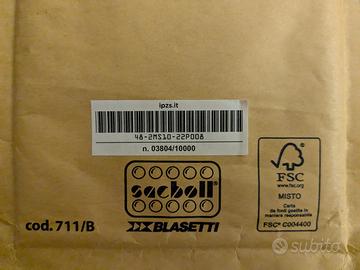 ipzs.it
48-2MS10-22P008
n. 03804/10000
sacboll®
BLASETTI
cod. 711/B
FSC
www.fsc.org
MISTO
Carta
da fonti gestite in
maniera responsabile
FSC® C004400
subito